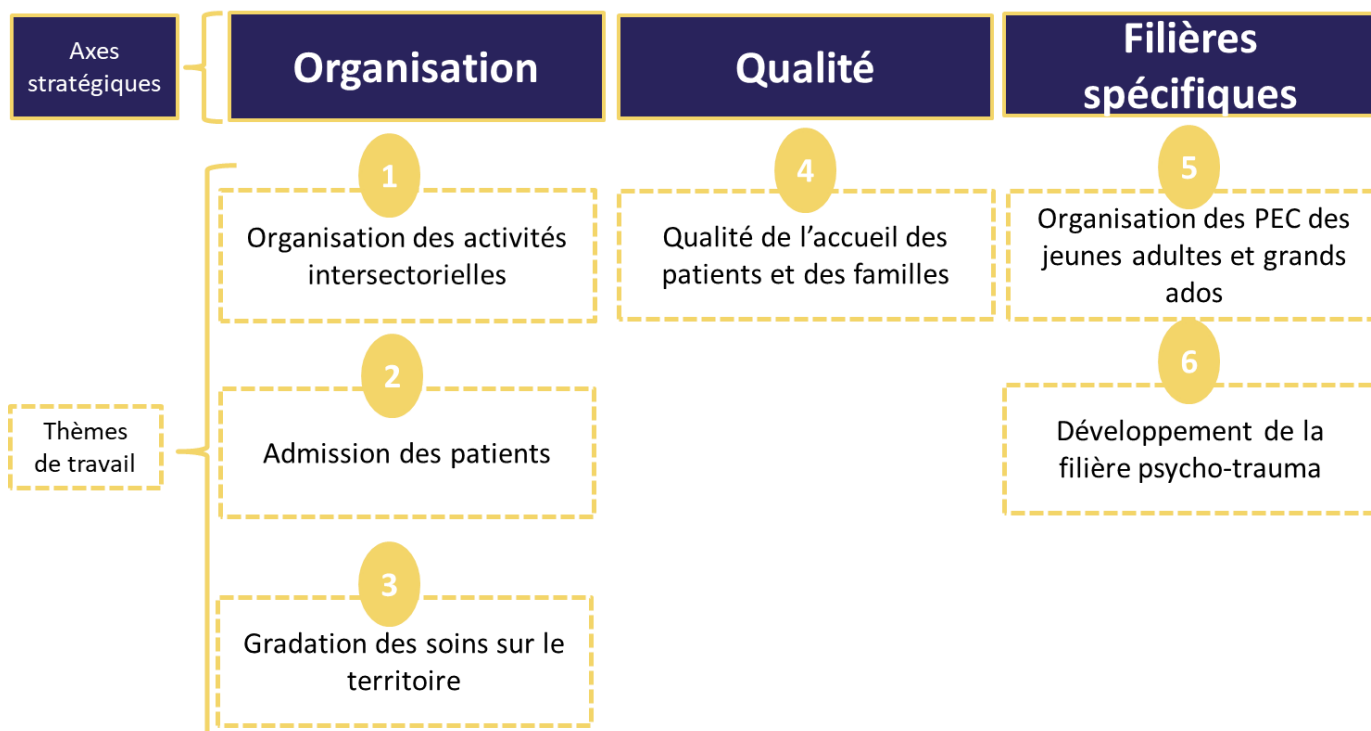 Axes
stratégiques
Organisation
Qualité
Filières
spécifiques
Thèmes
de travail
1
Organisation des activités
intersectorielles
2
Admission des patients
3
Gradation des soins sur le
territoire
4
Qualité de l’accueil des
patients et des familles
5
Organisation des PEC des
jeunes adultes et grands
ados
6
Développement de la
filière psycho-trauma